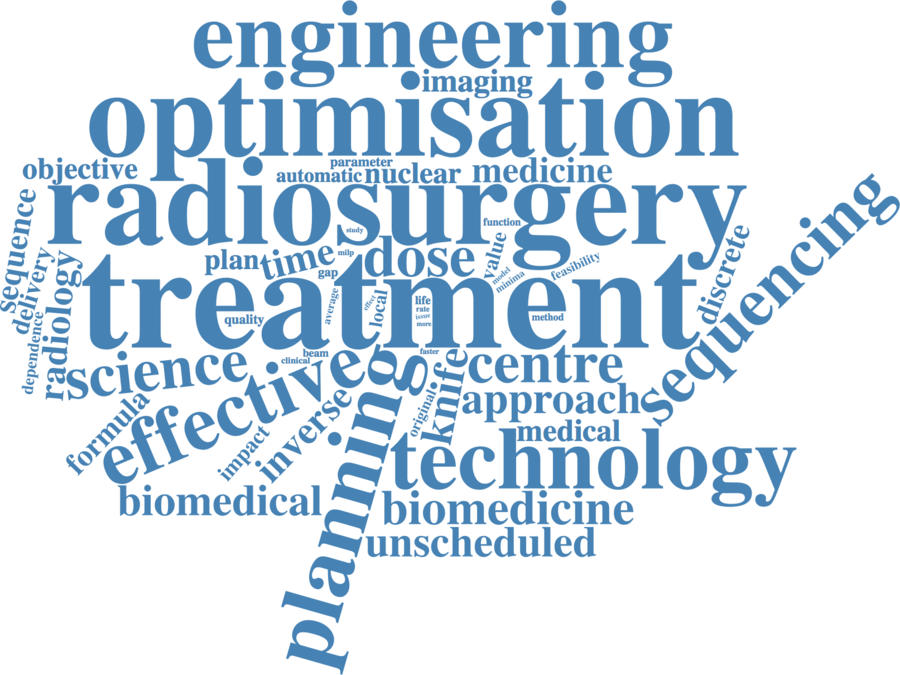 engineering
imaging
optimisation
parameter
objective
automatic
nuclear
medicine
radiosurgery
sequence
study
function
milp
plan
time
dose
value
gap
model
minima
feasibility
discrete
sequencing
delivery
radiology
dependence
treatment
quality
average
effect
local
life
rate
issue
more
method
beam
clinical
faster
science
effective
centre
knife
approach
original
formula
impact
inverse
planning
medical
technology
biomedical
biomedicine
unscheduled